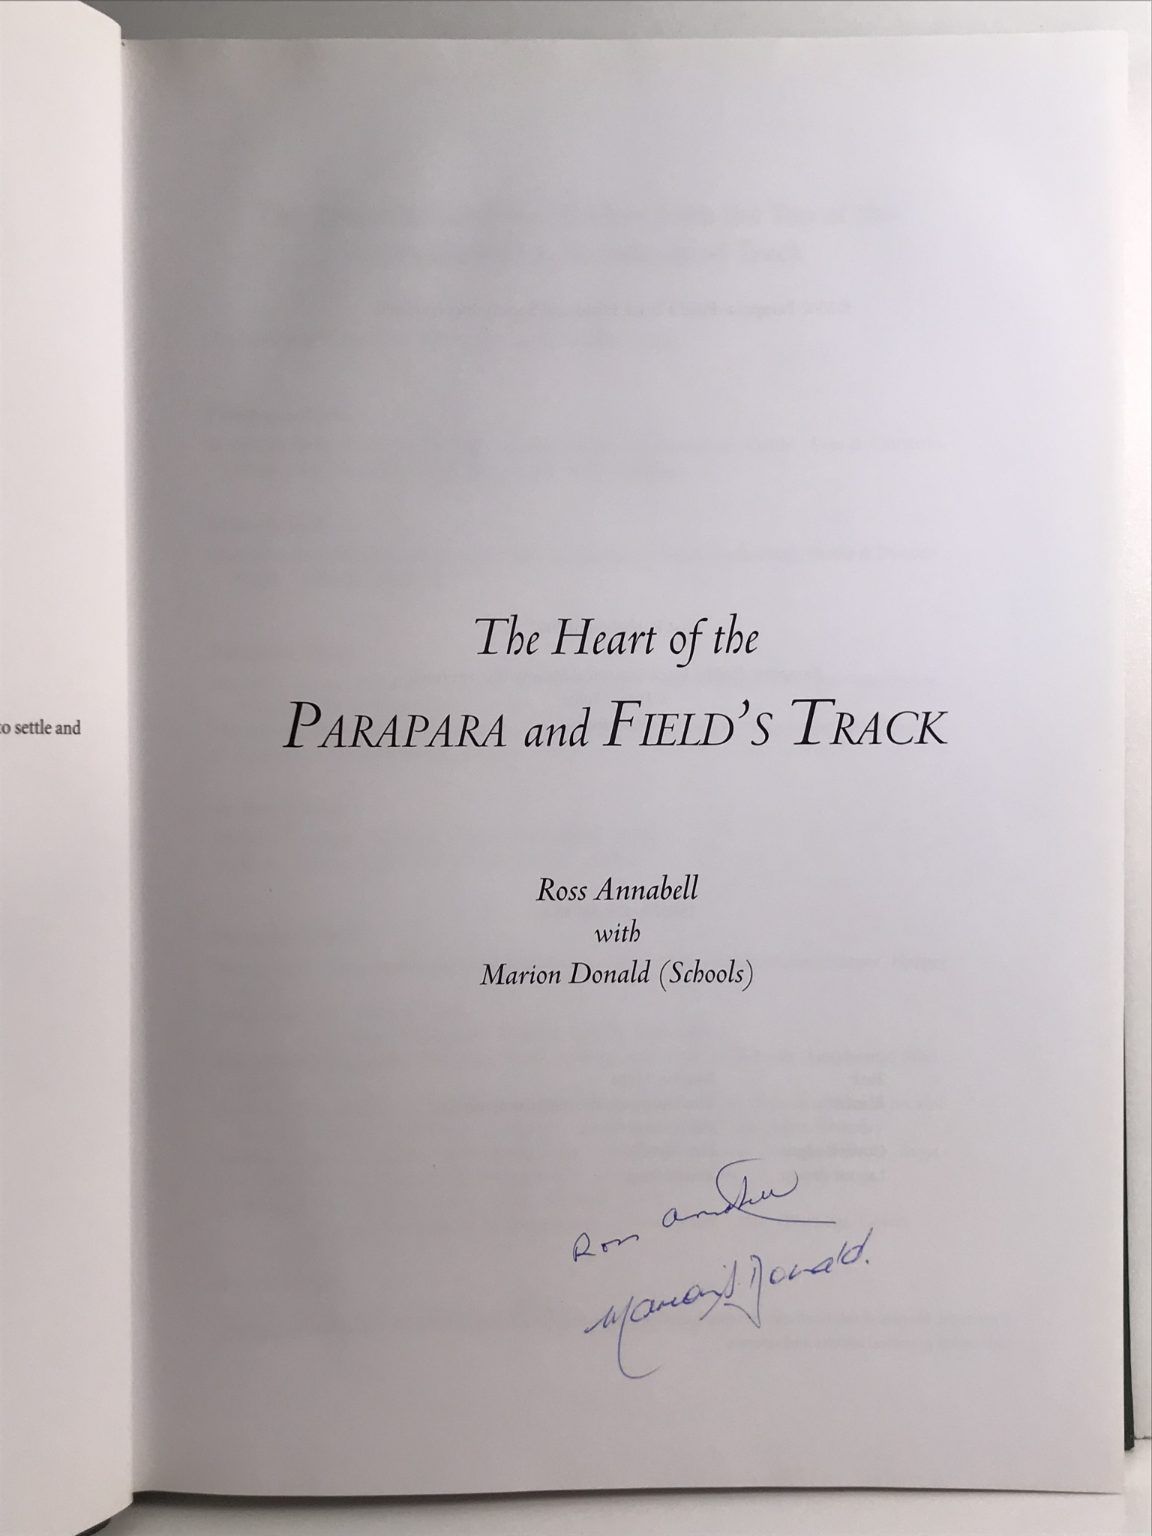 to settle and
The Heart of the
PARAPARA and FIELD'S TRACK
Ross Annabell
with
Marion Donald (Schools)
Ross Annabell
Marion J. Donald.